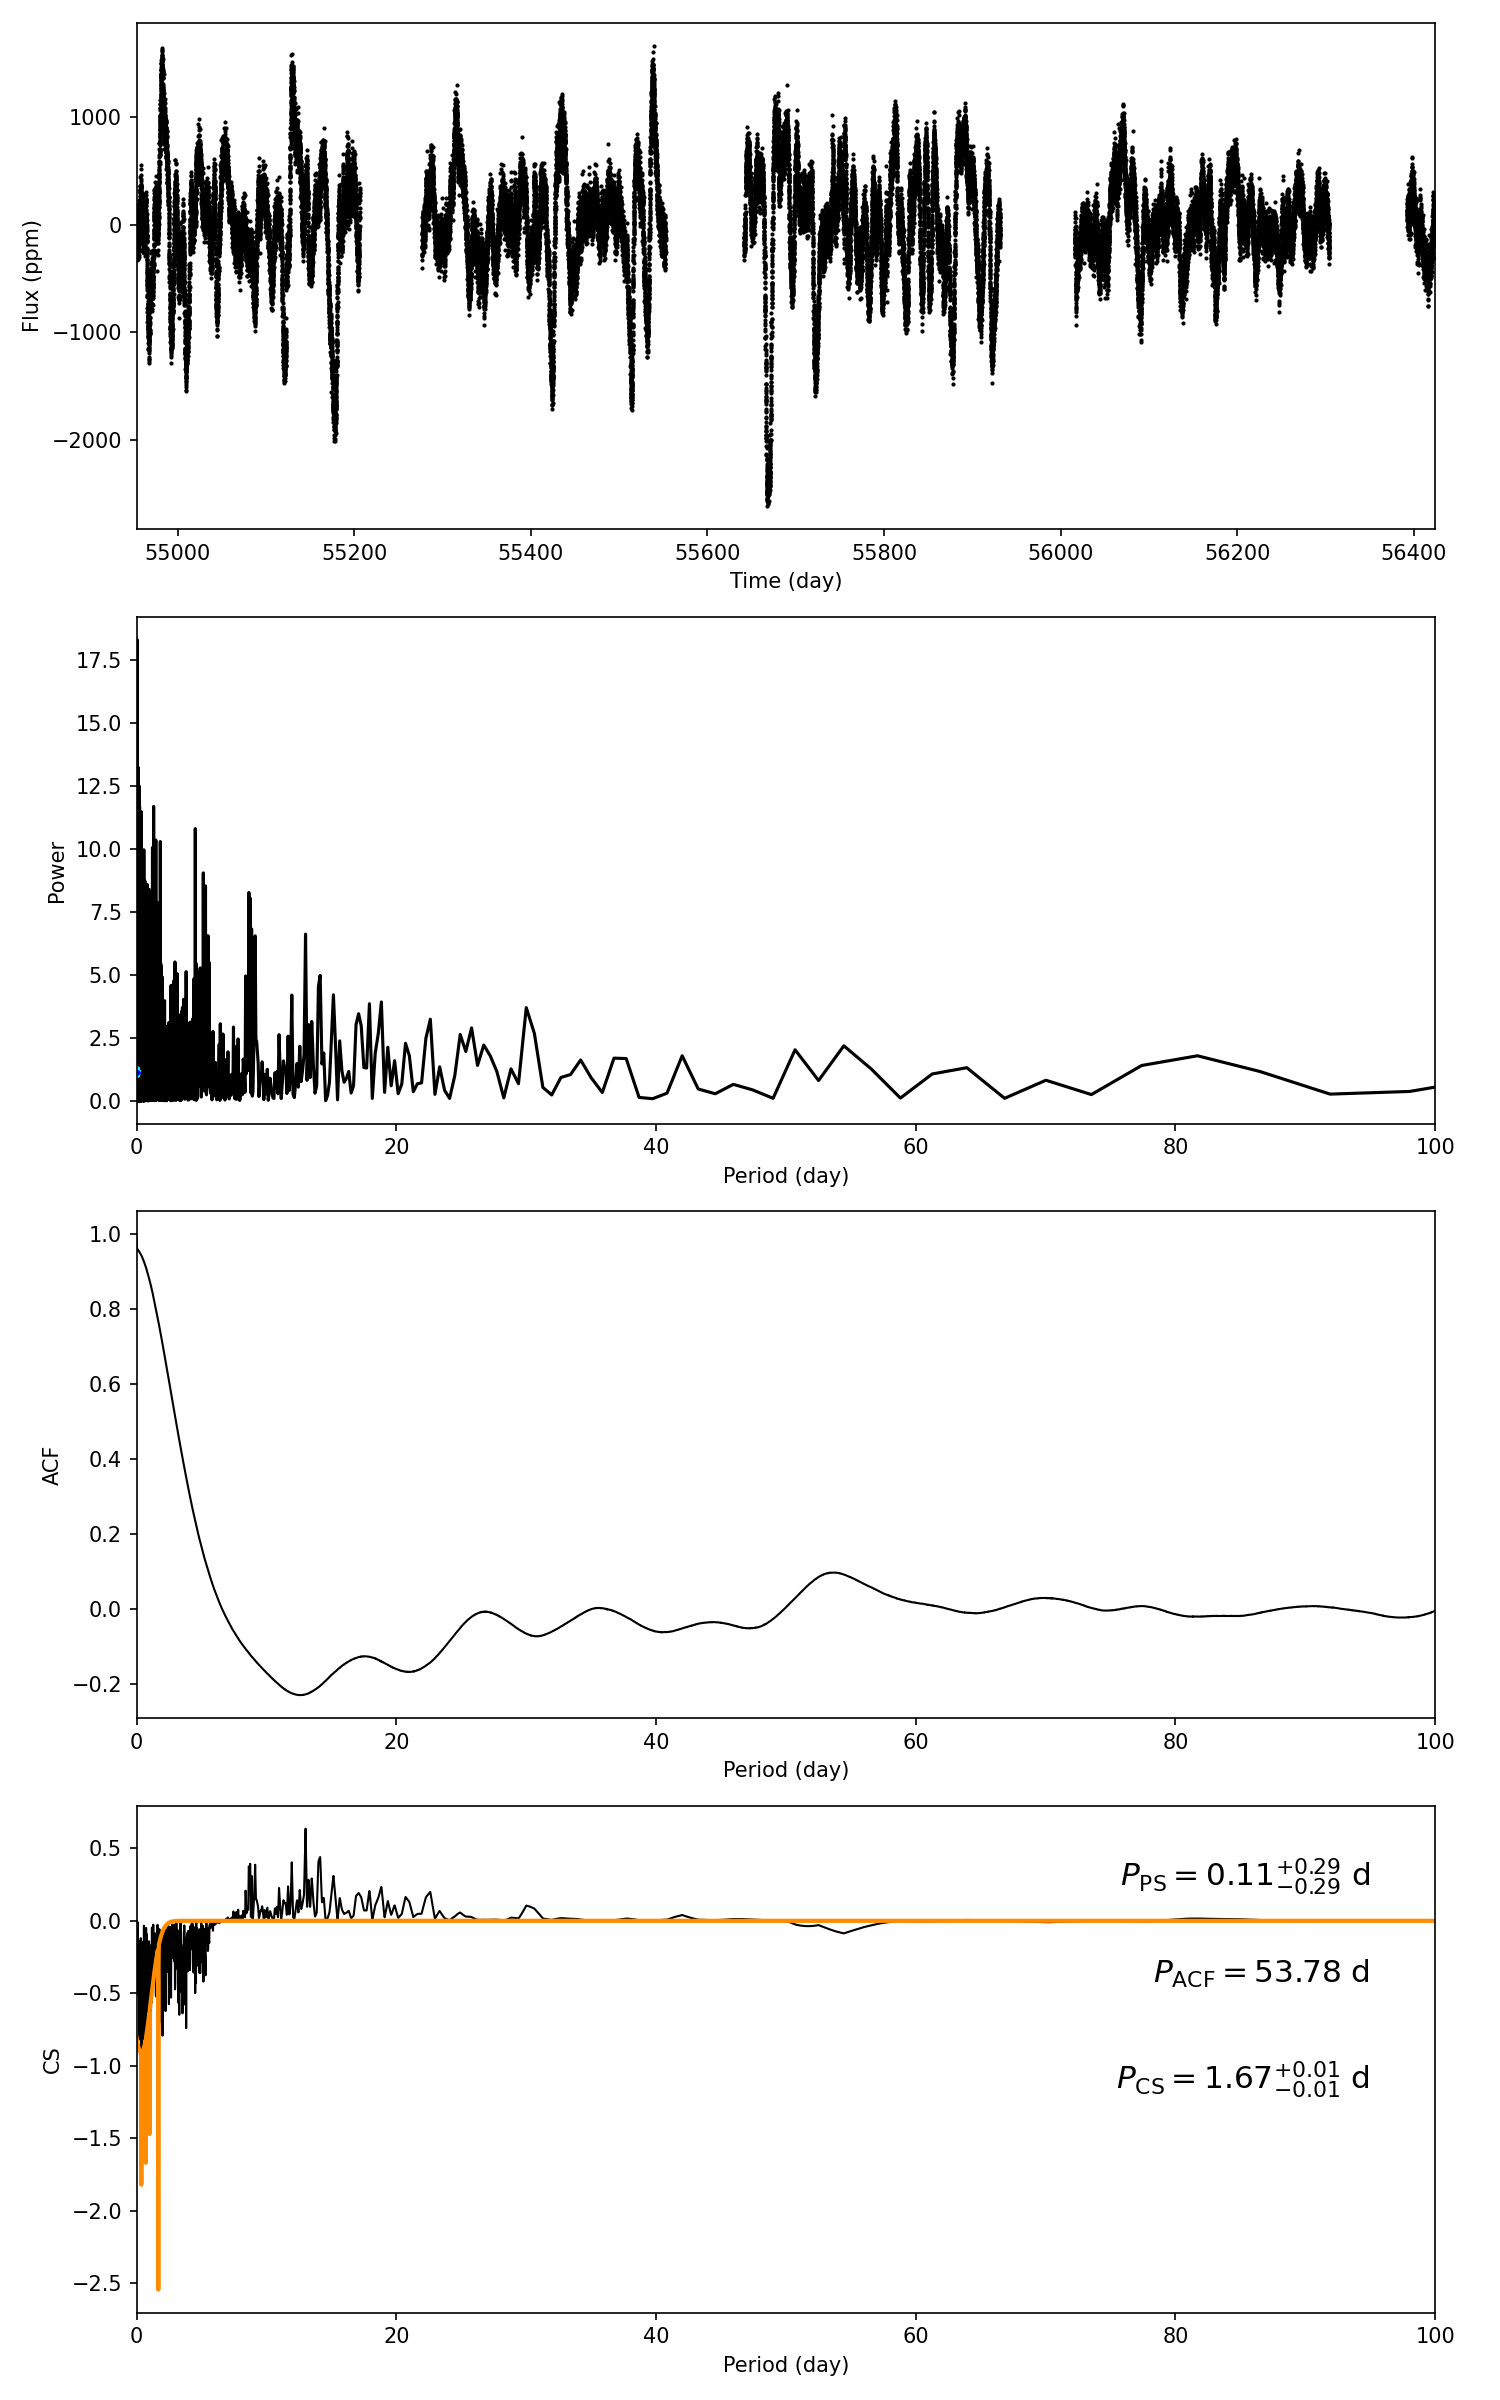 1000
0
−1000
−2000
Flux (ppm)
55000 55200 55400 55600 55800 56000 56200 56400
Time (day)
17.5
15.0
12.5
10.0
7.5
5.0
2.5
0.0
Power
0 20 40 60 80 100
Period (day)
1.0
0.8
0.6
0.4
0.2
0.0
−0.2
ACF
0 20 40 60 80 100
Period (day)
0.5
0.0
−0.5
−1.0
−1.5
−2.0
−2.5
CS
P_PS = 0.11^{+0.29}_{−0.29} d
P_ACF = 53.78 d
P_CS = 1.67^{+0.01}_{−0.01} d
0 20 40 60 80 100
Period (day)